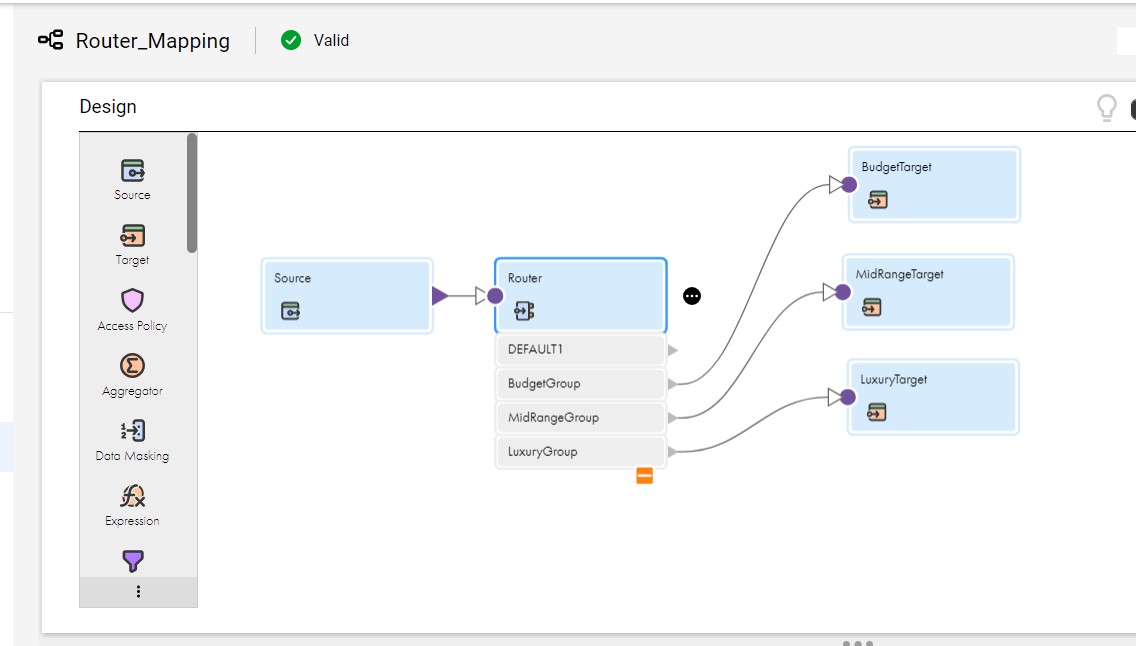 Router_Mapping
Valid
Design
Source
Target
Access Policy
Aggregator
Data Masking
Expression
Source
Router
DEFAULT1
BudgetGroup
MidRangeGroup
LuxuryGroup
BudgetTarget
MidRangeTarget
LuxuryTarget